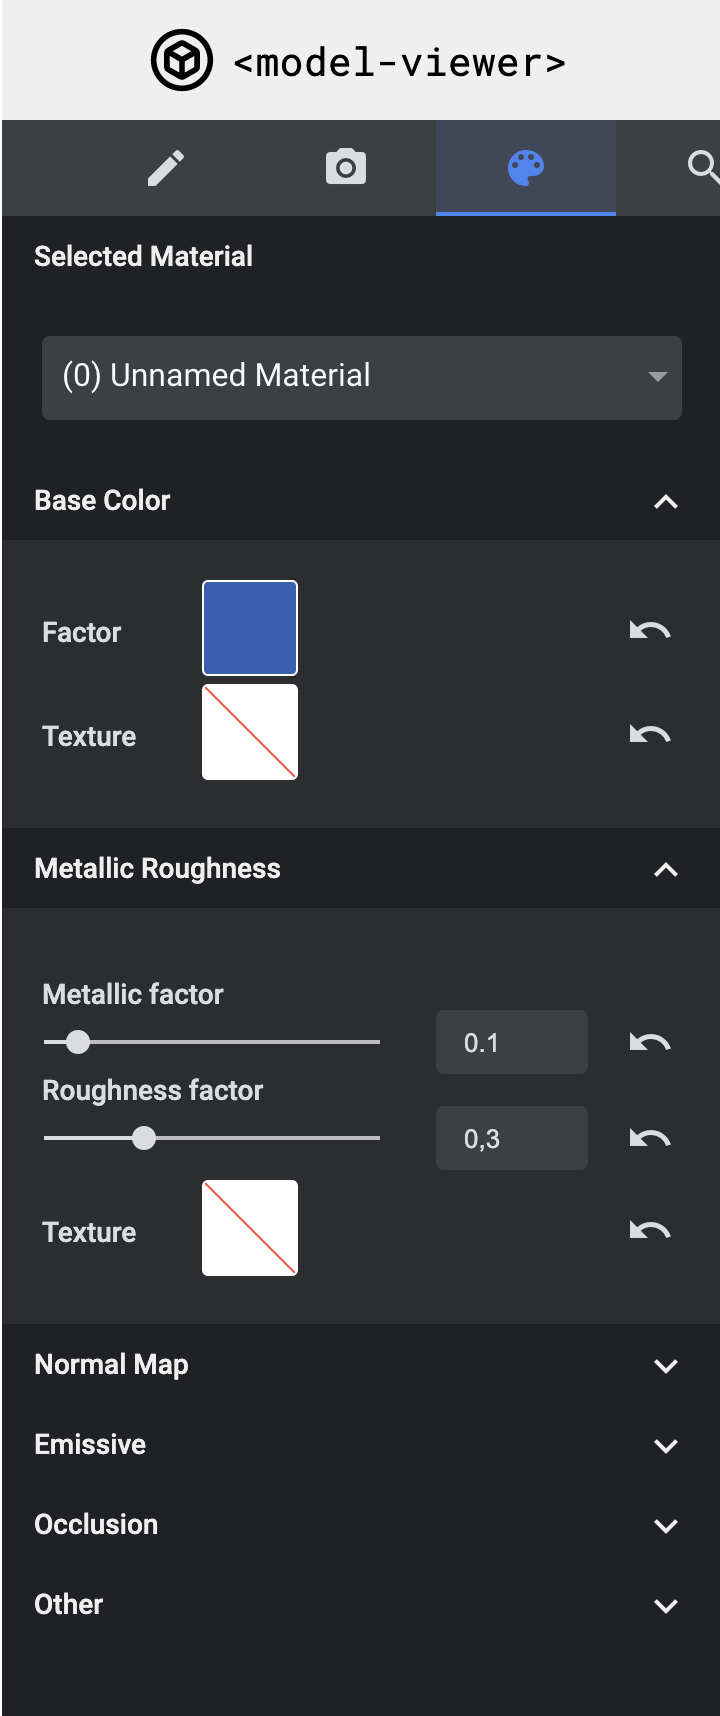 <model-viewer>
Selected Material
(0) Unnamed Material
Base Color
Factor
Texture
Metallic Roughness
Metallic factor
0.1
Roughness factor
0,3
Texture
Normal Map
Emissive
Occlusion
Other